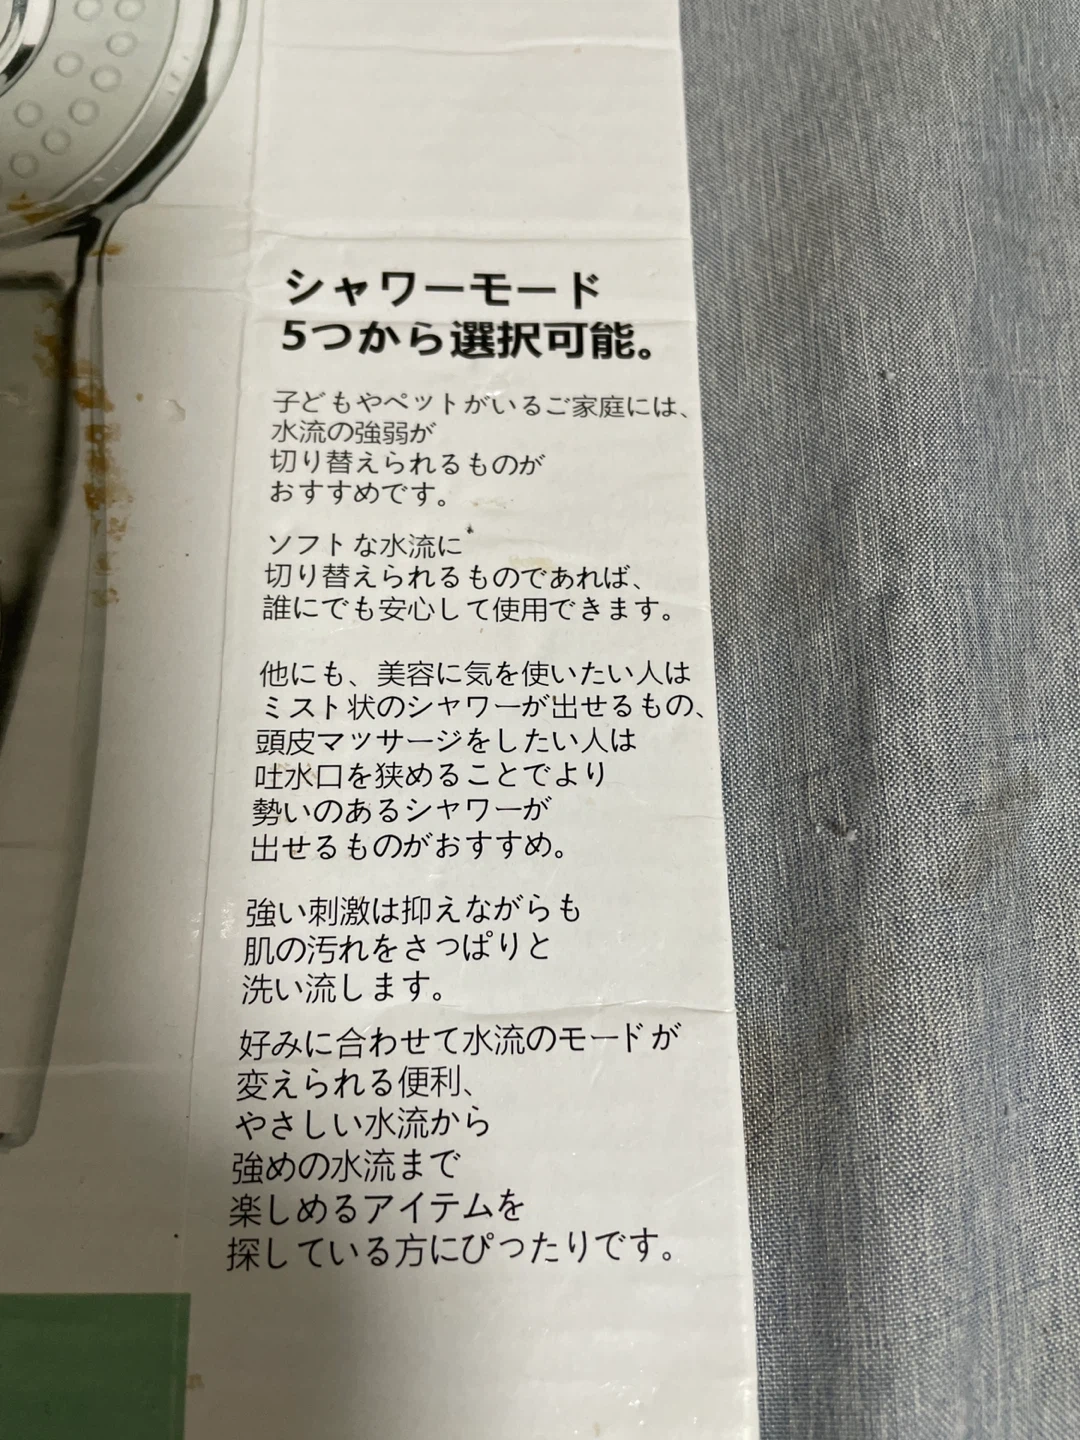 シャワーモード
5つから選択可能。
子どもやペットがいるご家庭には、
水流の強弱が
切り替えられるものが
おすすめです。
ソフトな水流に
切り替えられるものであれば、
誰にでも安心して使用できます。
他にも、美容に気を使いたい人は
ミスト状のシャワーが出せるもの、
頭皮マッサージをしたい人は
吐水口を狭めることでより
勢いのあるシャワーが
出せるものがおすすめ。
強い刺激は抑えながらも
肌の汚れをさっぱりと
洗い流します。
好みに合わせて水流のモードが
変えられる便利、
やさしい水流から
強めの水流まで
楽しめるアイテムを
探している方にぴったりです。